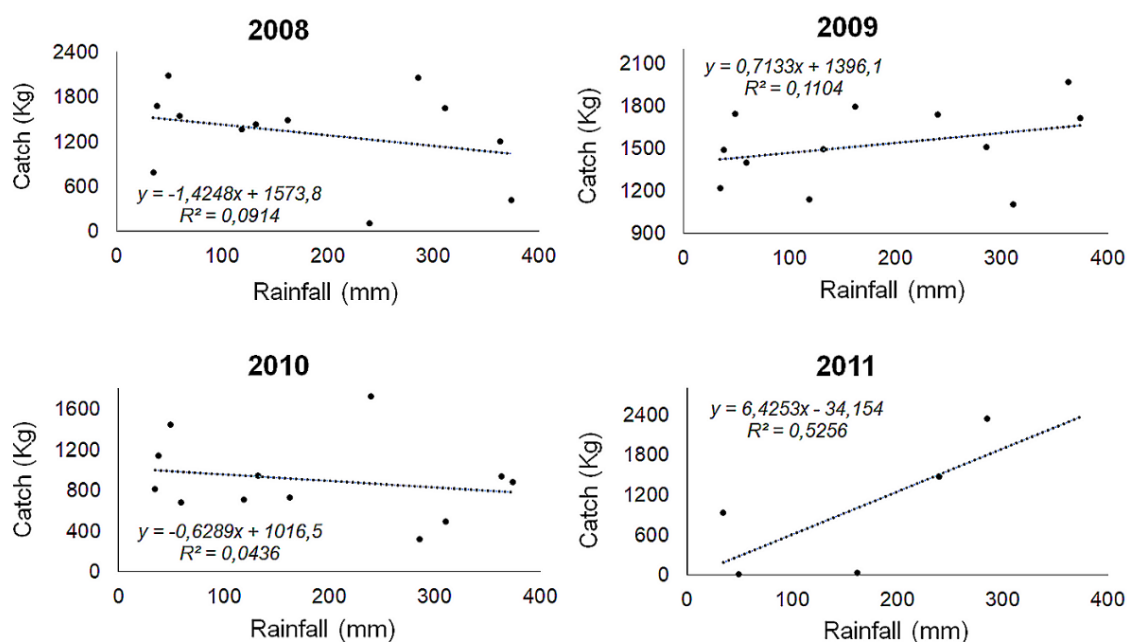 2008
2400
1800
1200
600
0
Catch (Kg)
y = -1,4248x + 1573,8
R² = 0,0914
0 100 200 300 400
Rainfall (mm)
2009
2100
1800
1500
1200
900
Catch (Kg)
y = 0,7133x + 1396,1
R² = 0,1104
0 100 200 300 400
Rainfall (mm)
2010
1600
1200
800
400
0
Catch (Kg)
y = -0,6289x + 1016,5
R² = 0,0436
0 100 200 300 400
Rainfall (mm)
2011
2400
1800
1200
600
0
Catch (Kg)
y = 6,4253x - 34,154
R² = 0,5256
0 100 200 300 400
Rainfall (mm)